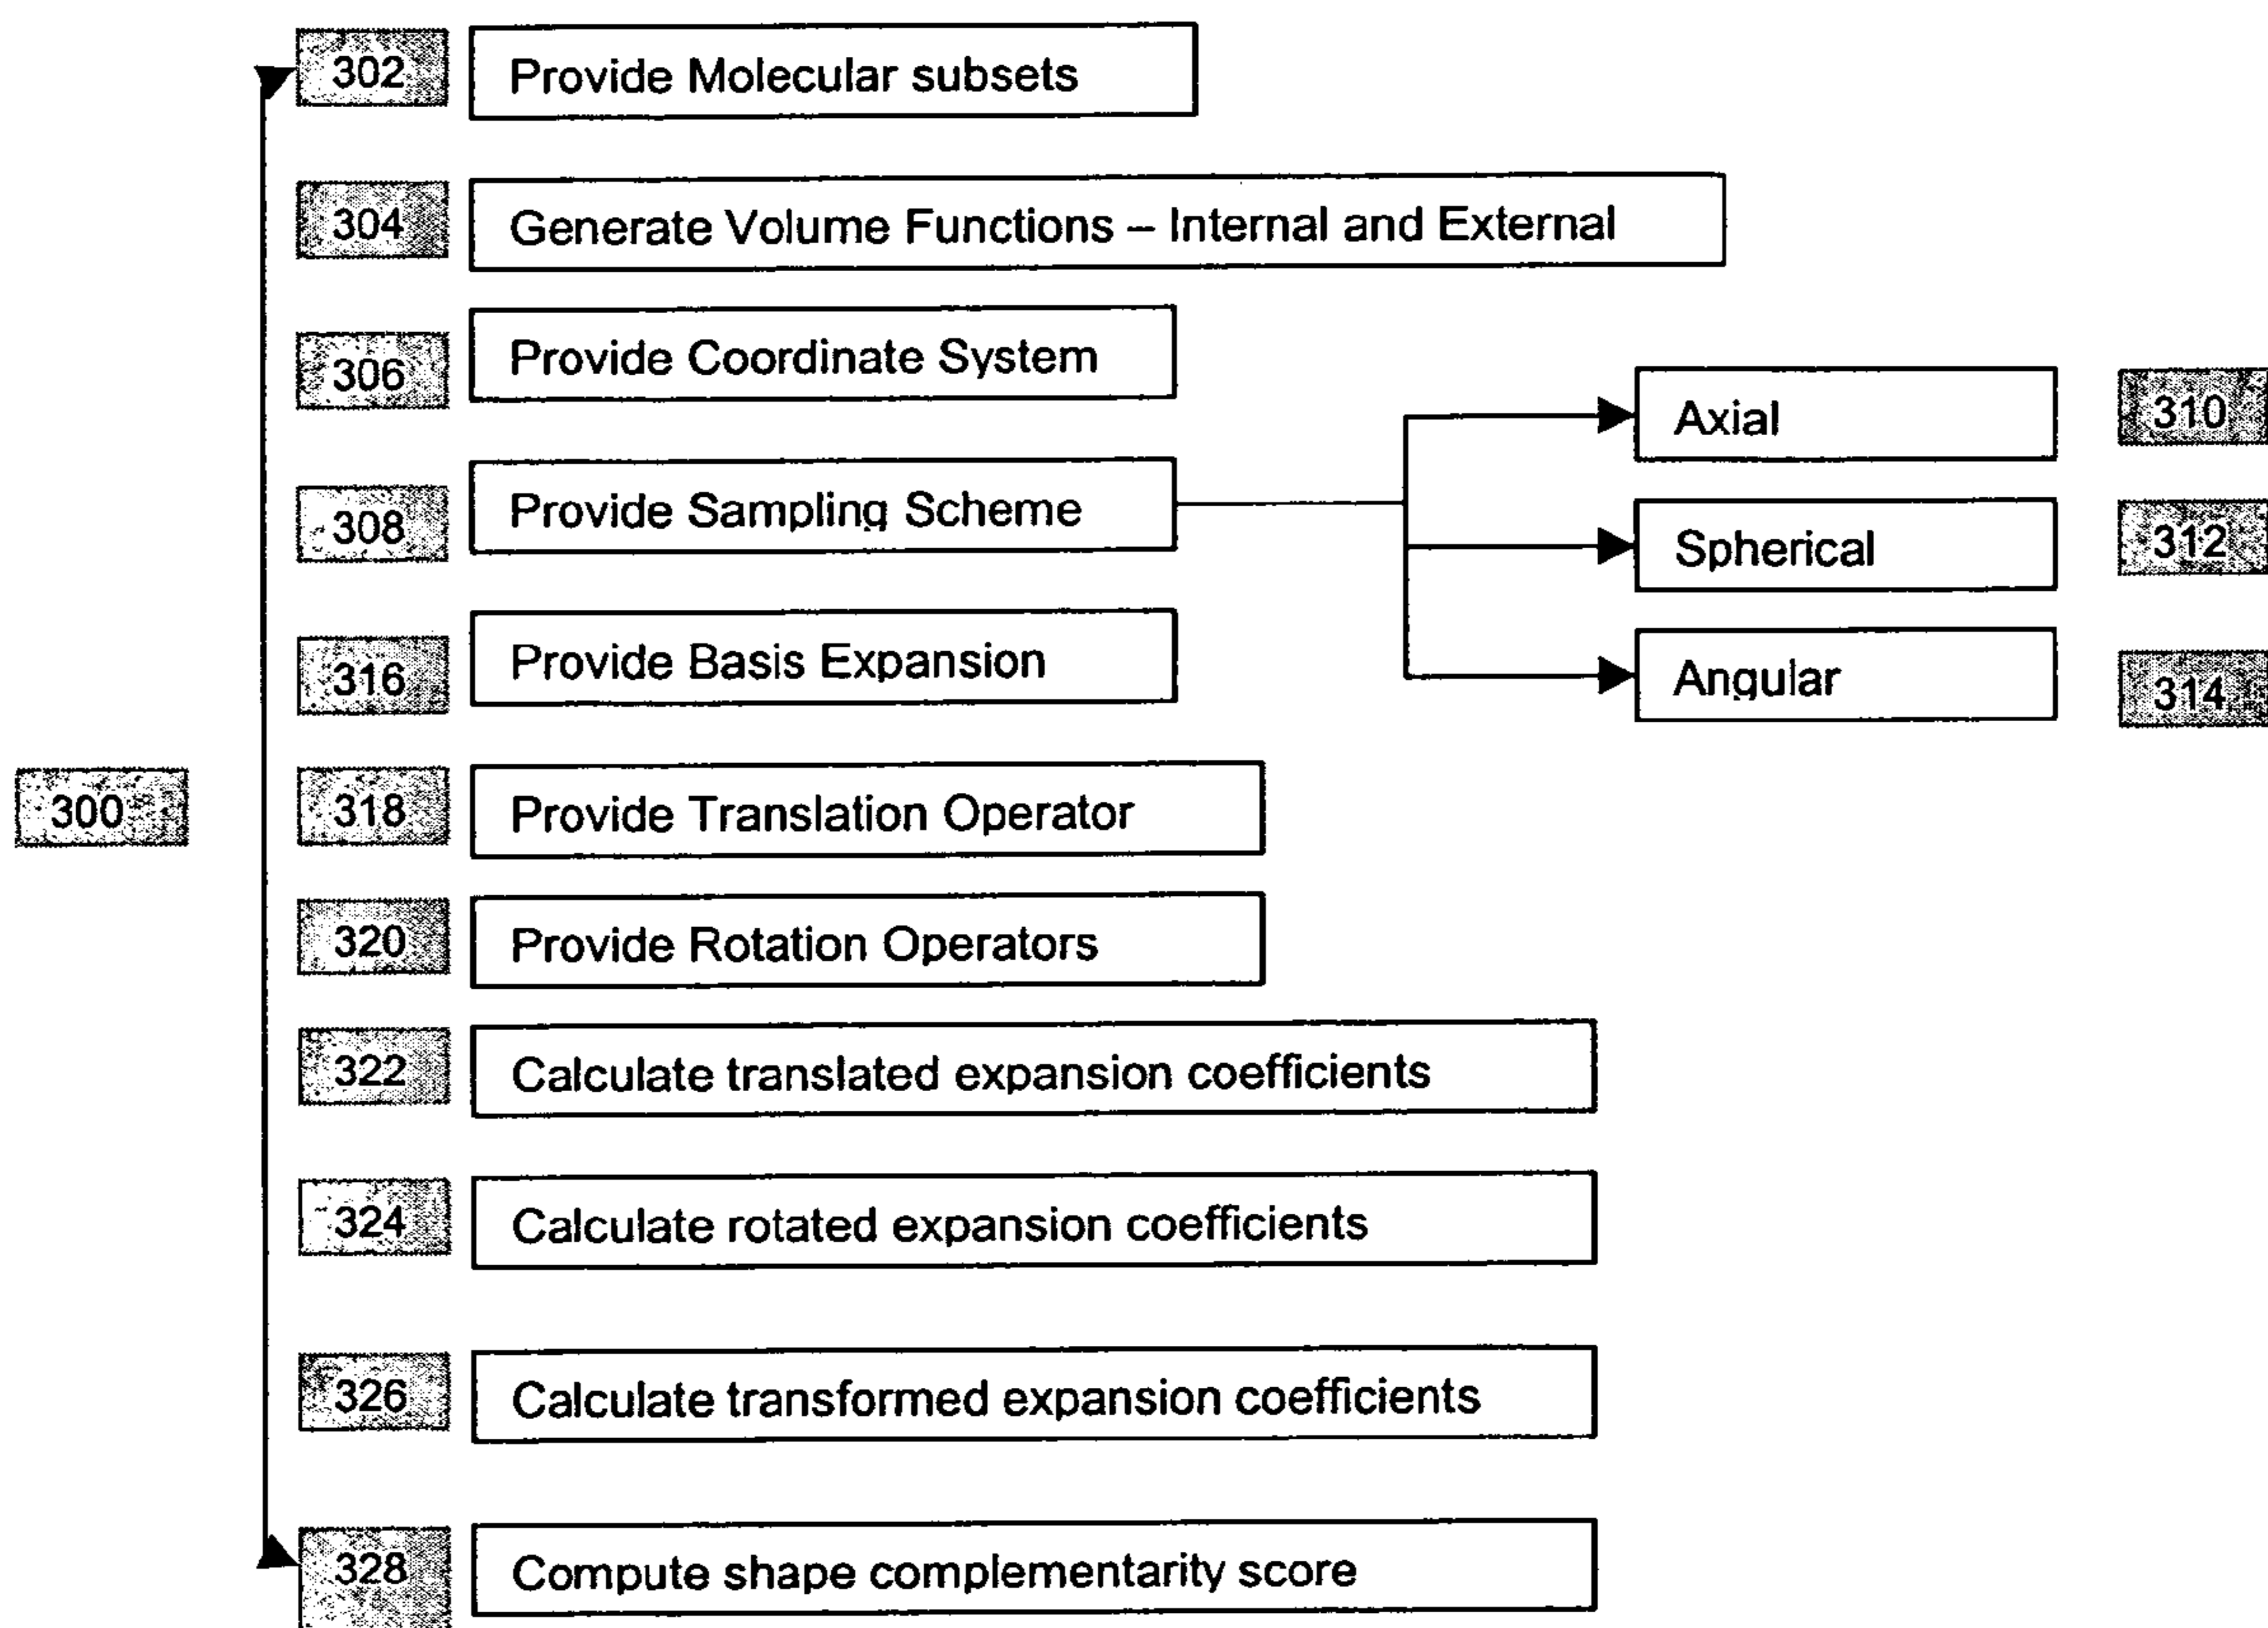 302 Provide Molecular subsets
304 Generate Volume Functions – Internal and External
306 Provide Coordinate System
308 Provide Sampling Scheme
Axial 310
Spherical 312
Angular 314
316 Provide Basis Expansion
300
318 Provide Translation Operator
320 Provide Rotation Operators
322 Calculate translated expansion coefficients
324 Calculate rotated expansion coefficients
326 Calculate transformed expansion coefficients
328 Compute shape complementarity score